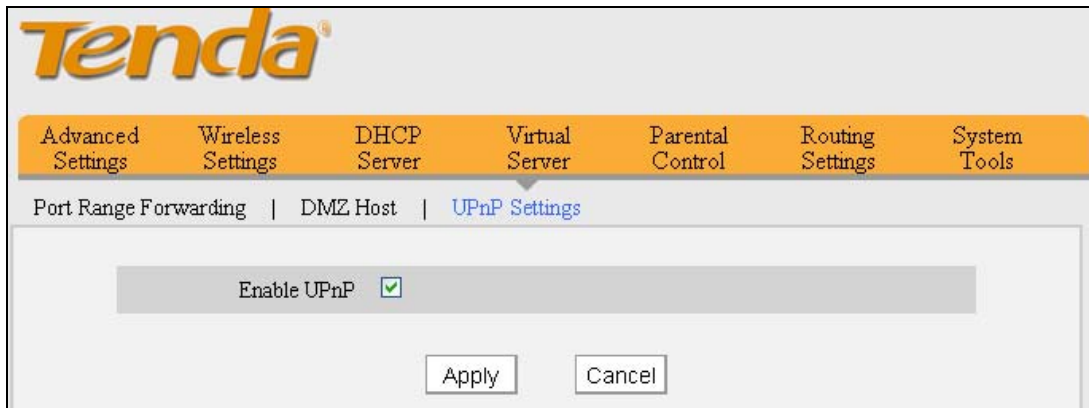 Tenda®
Advanced Settings
Wireless Settings
DHCP Server
Virtual Server
Parental Control
Routing Settings
System Tools
Port Range Forwarding | DMZ Host | UPnP Settings
Enable UPnP
Apply Cancel